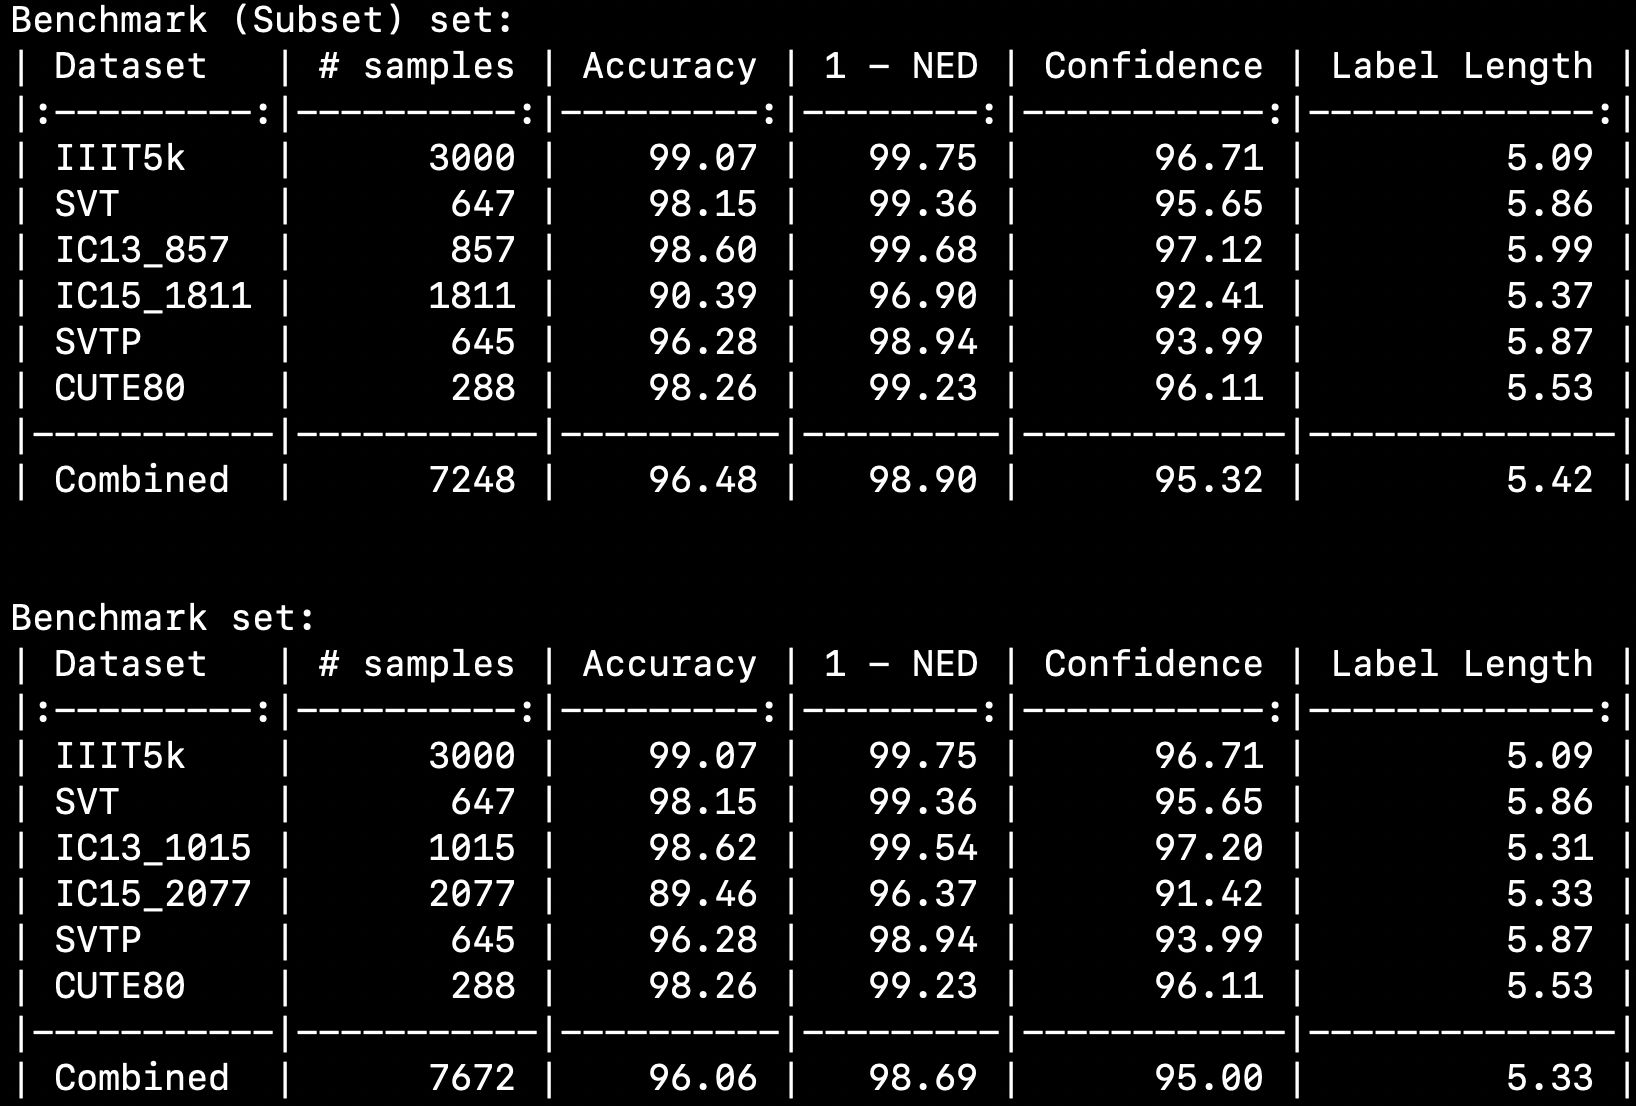 Benchmark (Subset) set:
| Dataset   | # samples | Accuracy | 1 - NED | Confidence | Label Length |
|:---------:|----------:|---------:|--------:|-----------:|-------------:|
| IIIT5k    |      3000 |    99.07 |   99.75 |      96.71 |         5.09 |
| SVT       |       647 |    98.15 |   99.36 |      95.65 |         5.86 |
| IC13_857  |       857 |    98.60 |   99.68 |      97.12 |         5.99 |
| IC15_1811 |      1811 |    90.39 |   96.90 |      92.41 |         5.37 |
| SVTP      |       645 |    96.28 |   98.94 |      93.99 |         5.87 |
| CUTE80    |       288 |    98.26 |   99.23 |      96.11 |         5.53 |
|-----------|-----------|----------|---------|------------|--------------|
| Combined  |      7248 |    96.48 |   98.90 |      95.32 |         5.42 |
Benchmark set:
| Dataset   | # samples | Accuracy | 1 - NED | Confidence | Label Length |
|:---------:|----------:|---------:|--------:|-----------:|-------------:|
| IIIT5k    |      3000 |    99.07 |   99.75 |      96.71 |         5.09 |
| SVT       |       647 |    98.15 |   99.36 |      95.65 |         5.86 |
| IC13_1015 |      1015 |    98.62 |   99.54 |      97.20 |         5.31 |
| IC15_2077 |      2077 |    89.46 |   96.37 |      91.42 |         5.33 |
| SVTP      |       645 |    96.28 |   98.94 |      93.99 |         5.87 |
| CUTE80    |       288 |    98.26 |   99.23 |      96.11 |         5.53 |
|-----------|-----------|----------|---------|------------|--------------|
| Combined  |      7672 |    96.06 |   98.69 |      95.00 |         5.33 |